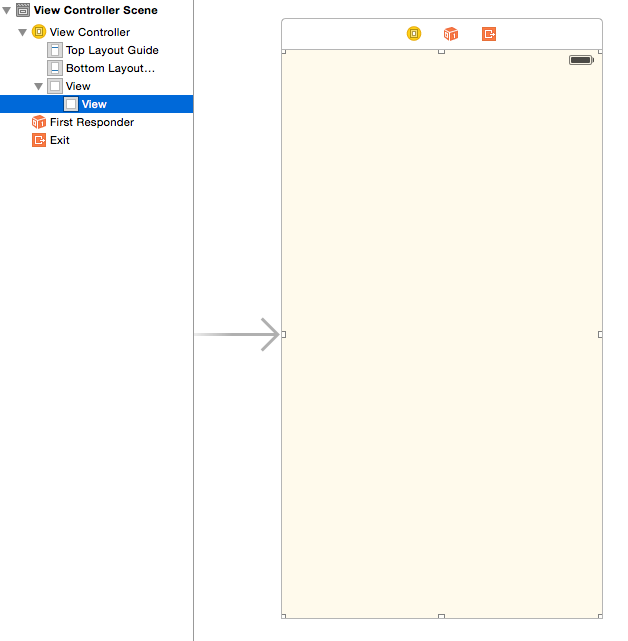 View Controller Scene
View Controller
Top Layout Guide
Bottom Layout...
View
View
First Responder
Exit